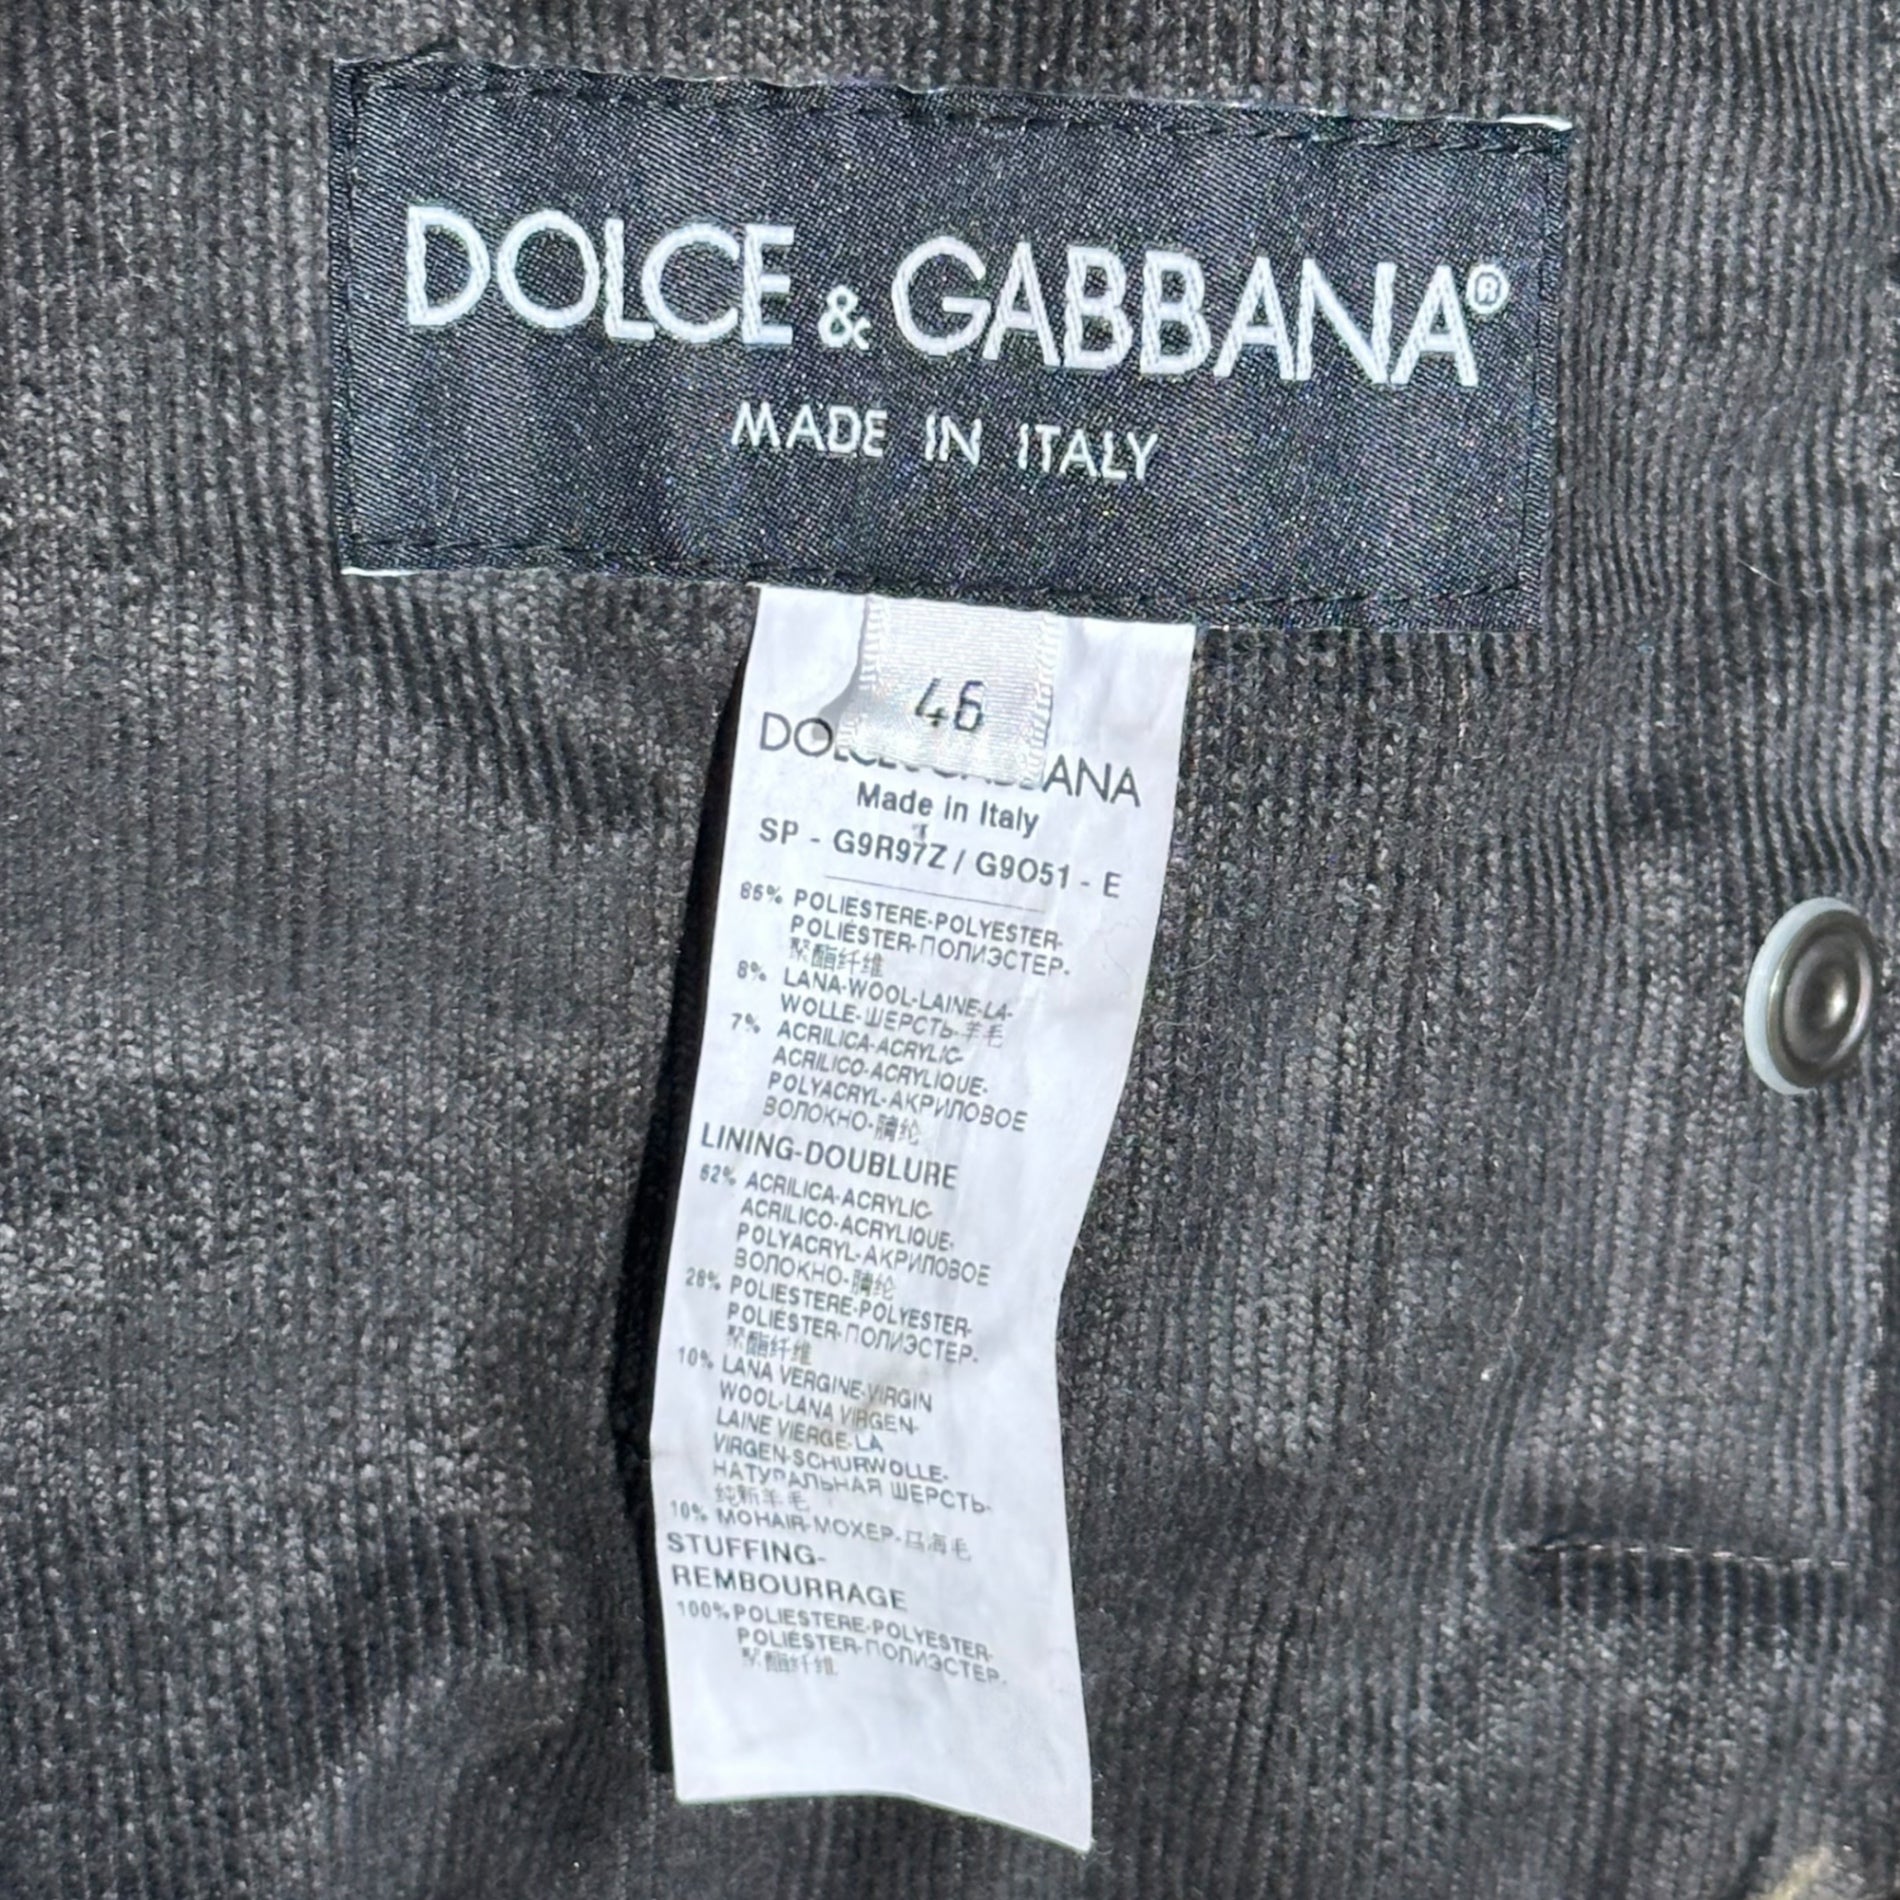 DOLCE & GABBANA®
MADE IN ITALY
46
Made in Italy
SP - G9R97Z / G9O51 - E
85% POLIESTERE-POLYESTER-
POLIÉSTER-ПОЛИЭСТЕР-
聚酯纤维
8% LANA-WOOL-LAINE-LA-
WOLLE-ШЕРСТЬ-羊毛
7% ACRILICA-ACRYLIC-
ACRILICO-ACRYLIQUE-
POLYACRYL-АКРИЛОВОЕ
ВОЛОКНО-腈纶
LINING-DOUBLURE
52% ACRILICA-ACRYLIC-
ACRILICO-ACRYLIQUE-
POLYACRYL-АКРИЛОВОЕ
ВОЛОКНО-腈纶
28% POLIESTERE-POLYESTER-
POLIÉSTER-ПОЛИЭСТЕР-
聚酯纤维
10% LANA VERGINE-VIRGIN
WOOL-LANA VIRGEN-
LAINE VIERGE-LA
VIRGEN-SCHURWOLLE-
НАТУРАЛЬНАЯ ШЕРСТЬ-
纯新羊毛
10% MOHAIR-МОХЕР-马海毛
STUFFING-
REMBOURRAGE
100% POLIESTERE-POLYESTER-
POLIÉSTER-ПОЛИЭСТЕР-
聚酯纤维